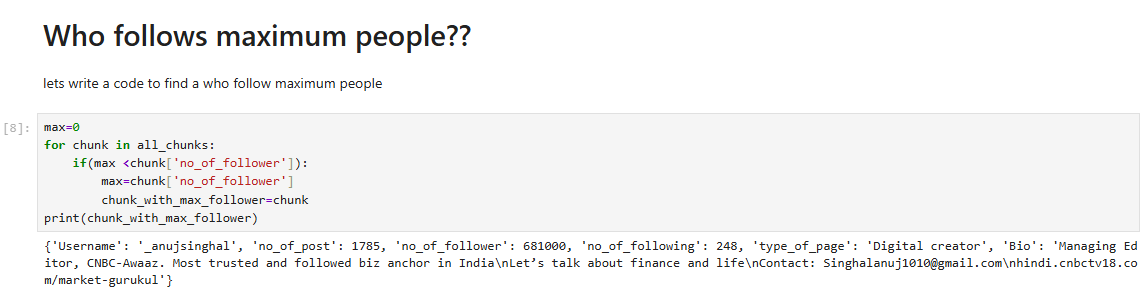 Who follows maximum people??
lets write a code to find a who follow maximum people
[8]:
max=0
for chunk in all_chunks:
    if(max <chunk['no_of_follower']):
        max=chunk['no_of_follower']
        chunk_with_max_follower=chunk
print(chunk_with_max_follower)
{'Username': '_anujsinghal', 'no_of_post': 1785, 'no_of_follower': 681000, 'no_of_following': 248, 'type_of_page': 'Digital creator', 'Bio': 'Managing Ed
itor, CNBC-Awaaz. Most trusted and followed biz anchor in India\nLet’s talk about finance and life\nContact: Singhalanuj1010@gmail.com\nhindi.cnbctv18.co
m/market-gurukul'}